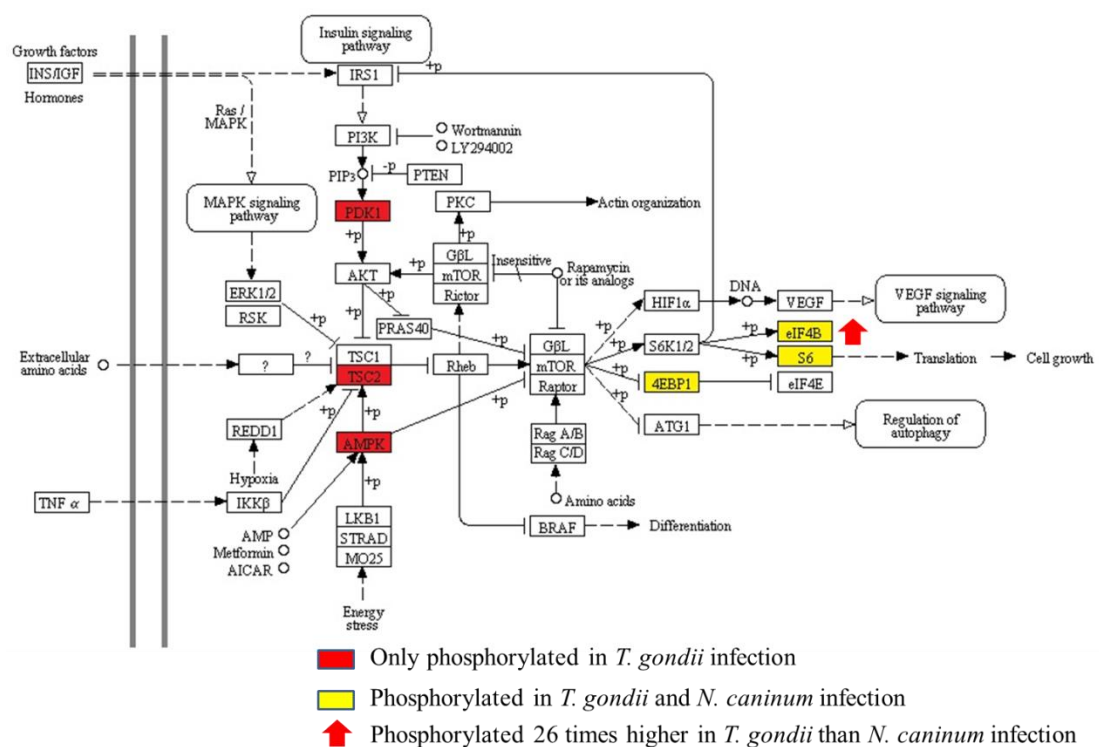 Insulin signaling
pathway
Growth factors
INS/IGF
Hormones
IRS1
+p
Ras /
MAPK
PI3K
Wortmannin
LY294002
-p
PIP3
PTEN
MAPK signaling
pathway
PDK1
PKC
Actin organization
+p
+p
GβL
mTOR
Rictor
+p
AKT
Insensitive
Rapamycin
or its analogs
DNA
ERK1/2
RSK
+p
+p
+p
PRAS40
+p
HIF1α
VEGF
VEGF signaling
pathway
+p
eIF4B
Extracellular
amino acids
?
?
TSC1
TSC2
Rheb
GβL
mTOR
Raptor
+p
+p
S6K1/2
+p
S6
Translation
Cell growth
+p
4EBP1
eIF4E
+p
+p
+p
+p
REDD1
AMPK
Rag A/B
Rag C/D
ATG1
Regulation of
autophagy
Hypoxia
TNF α
IKKβ
+p
Amino acids
LKB1
STRAD
MO25
AMP
Metformin
AICAR
BRAF
Differentiation
Energy
stress
Only phosphorylated in T. gondii infection
Phosphorylated in T. gondii and N. caninum infection
Phosphorylated 26 times higher in T. gondii than N. caninum infection